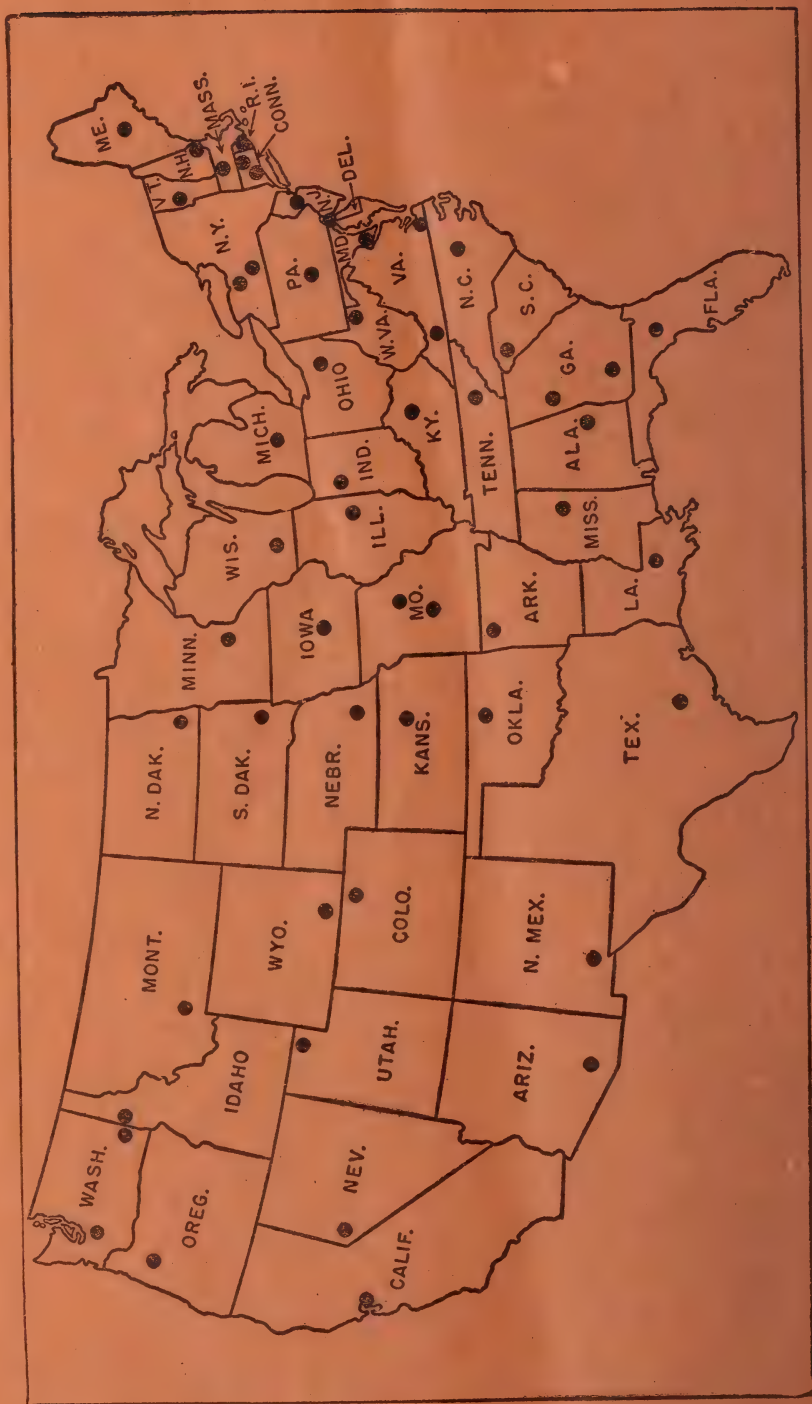 WASH.
OREG.
CALIF.
NEV.
IDAHO
MONT.
WYO.
UTAH.
ARIZ.
COLO.
N. MEX.
N. DAK.
S. DAK.
NEBR.
KANS.
OKLA.
TEX.
MINN.
IOWA
MO.
ARK.
LA.
WIS.
ILL.
MICH.
IND.
OHIO
KY.
TENN.
MISS.
ALA.
GA.
FLA.
S.C.
N.C.
VA.
W.VA.
MD.
DEL.
N.J.
PA.
N.Y.
VT.
N.H.
ME.
MASS.
R.I.
CONN.